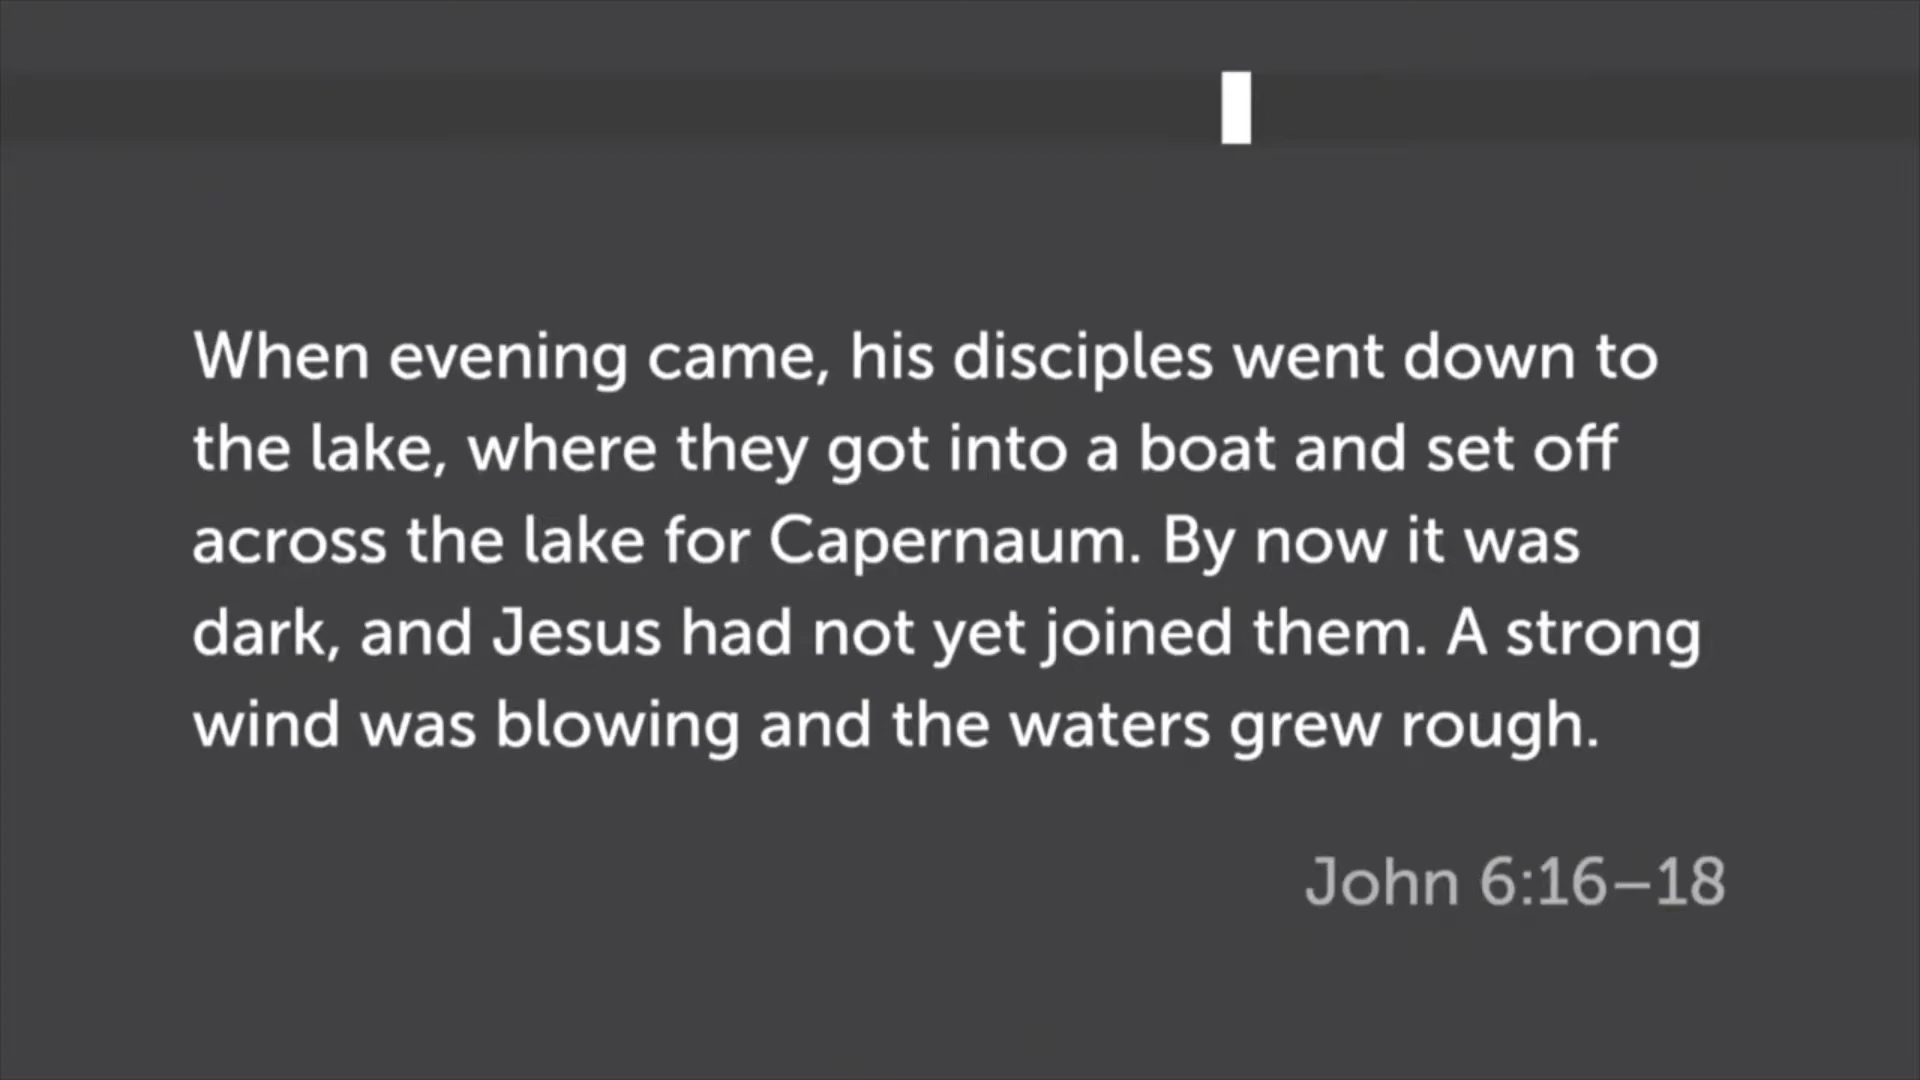 When evening came, his disciples went down to
the lake, where they got into a boat and set off
across the lake for Capernaum. By now it was
dark, and Jesus had not yet joined them. A strong
wind was blowing and the waters grew rough.
John 6:16–18